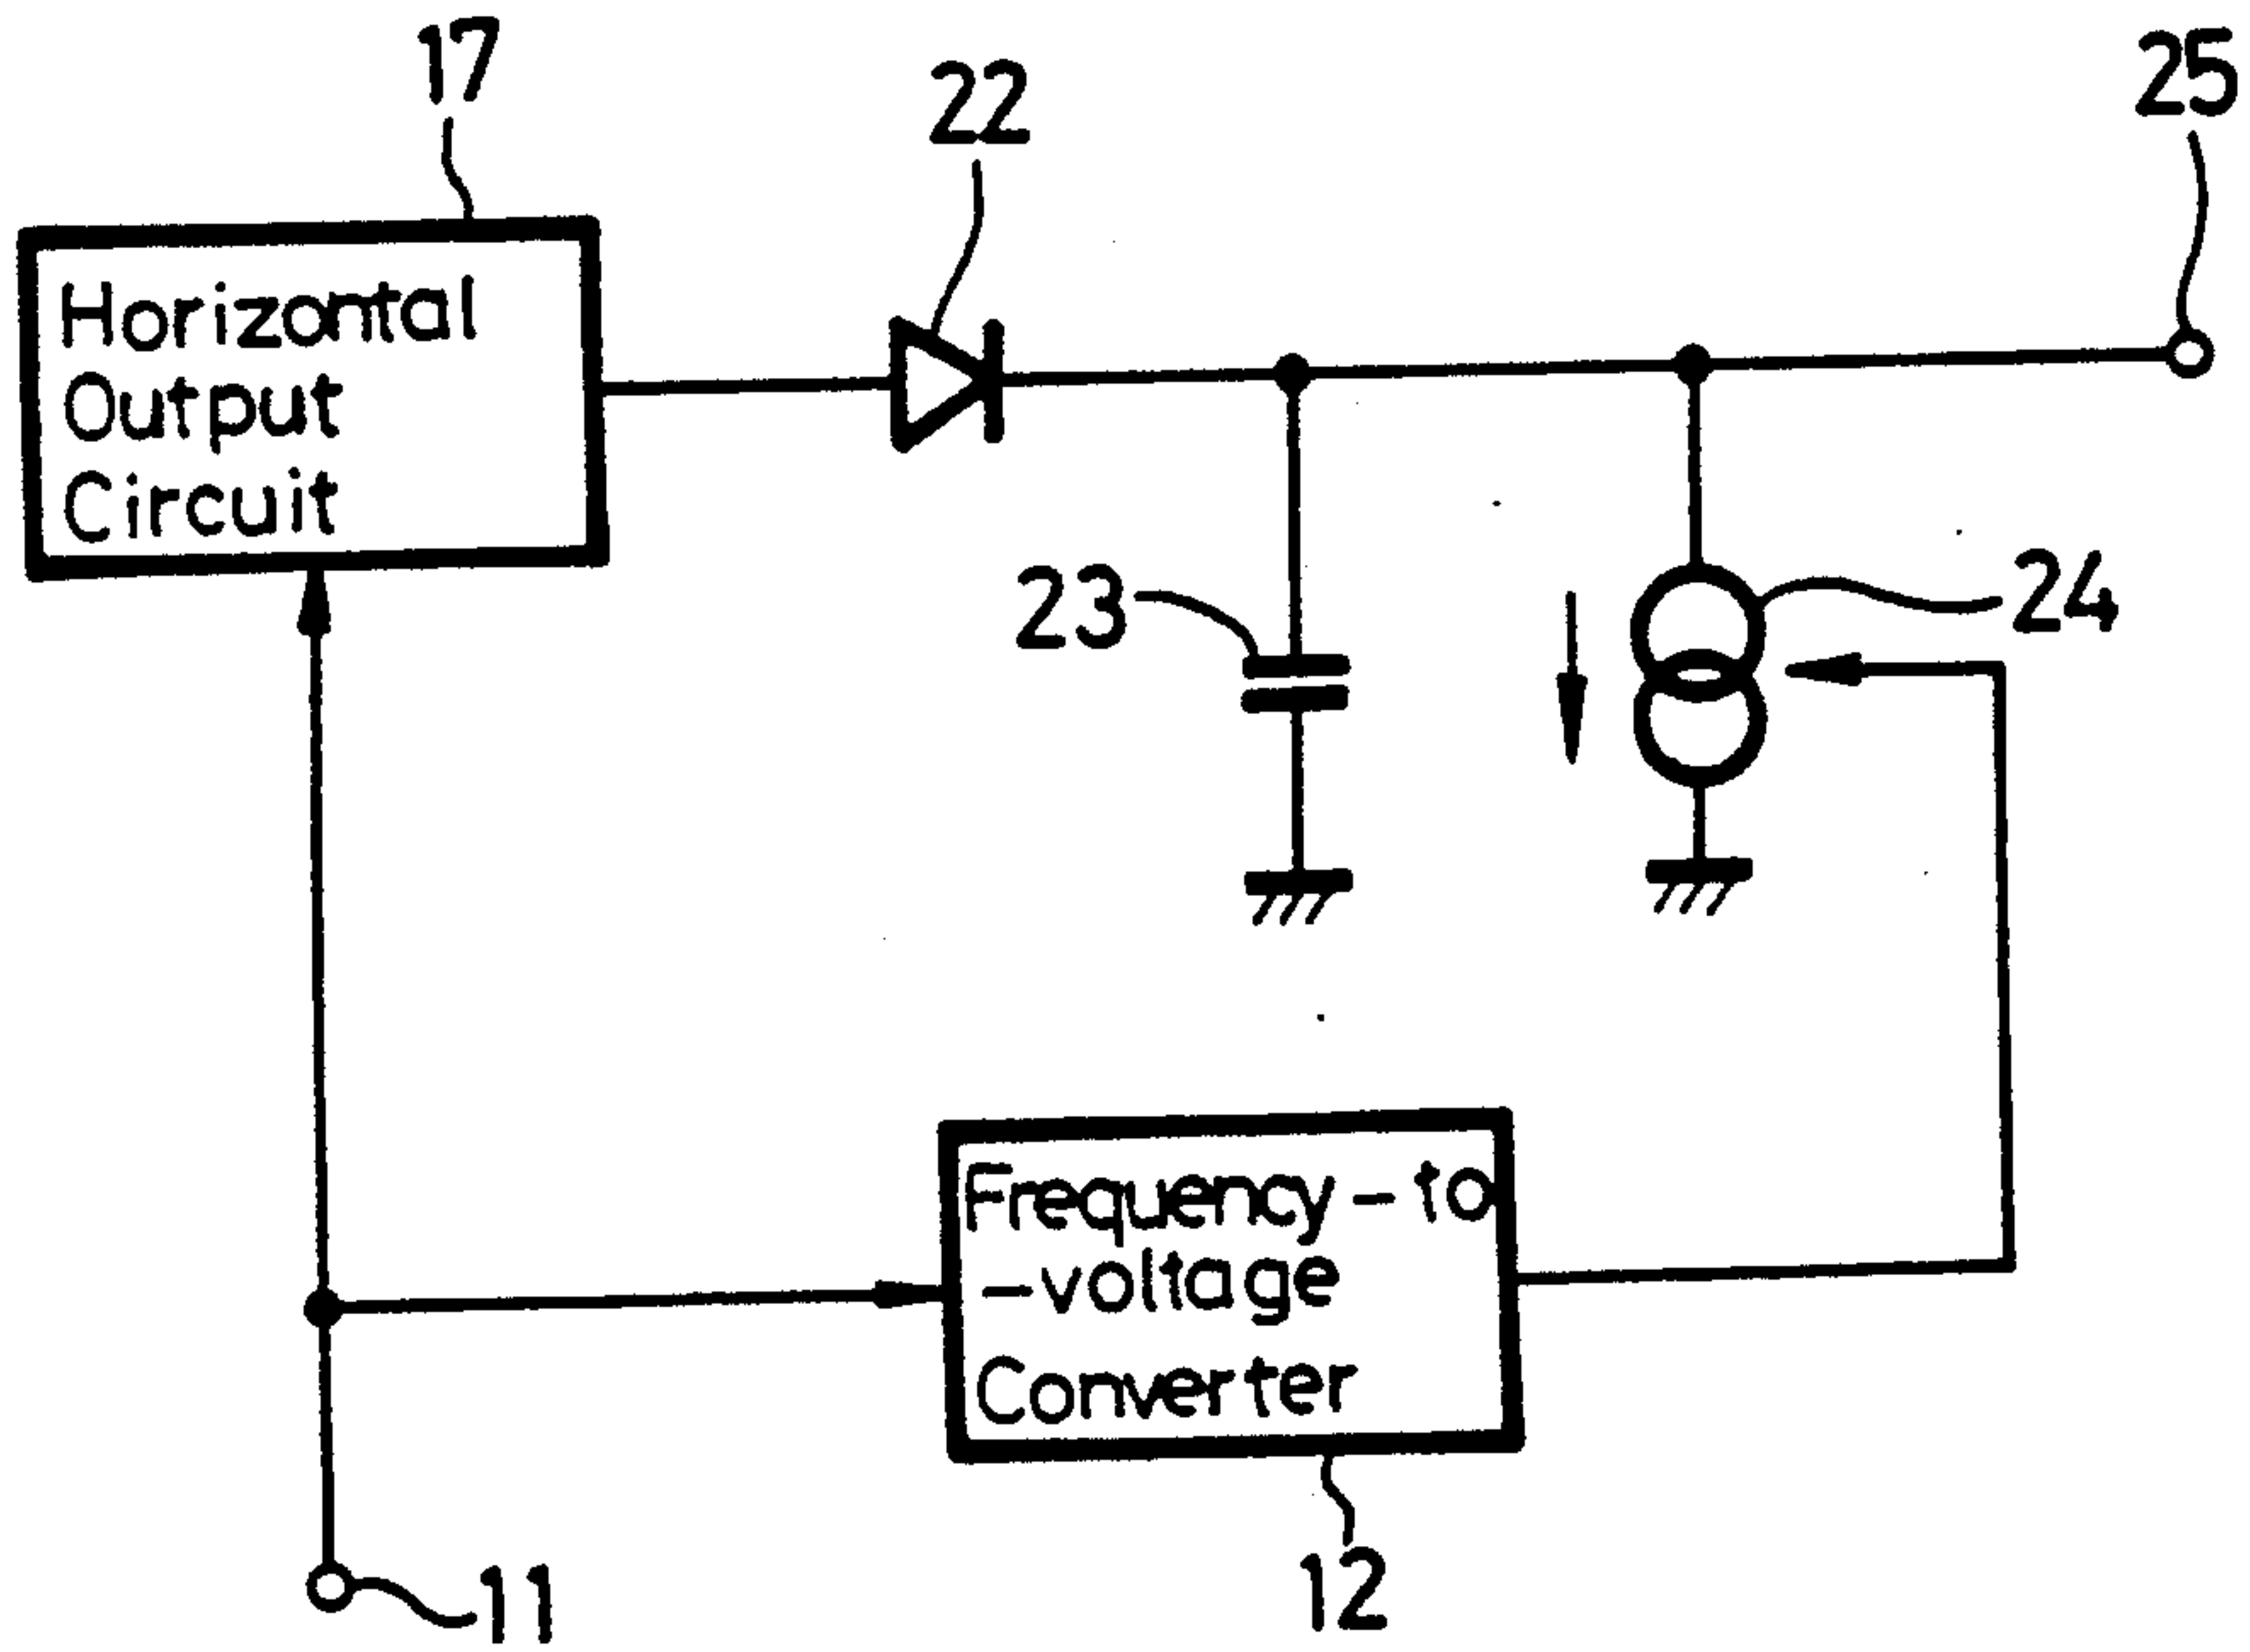 17
22
25
Horizontal
Output
Circuit
23
24
Frequency-to
-voltage
Converter
11
12